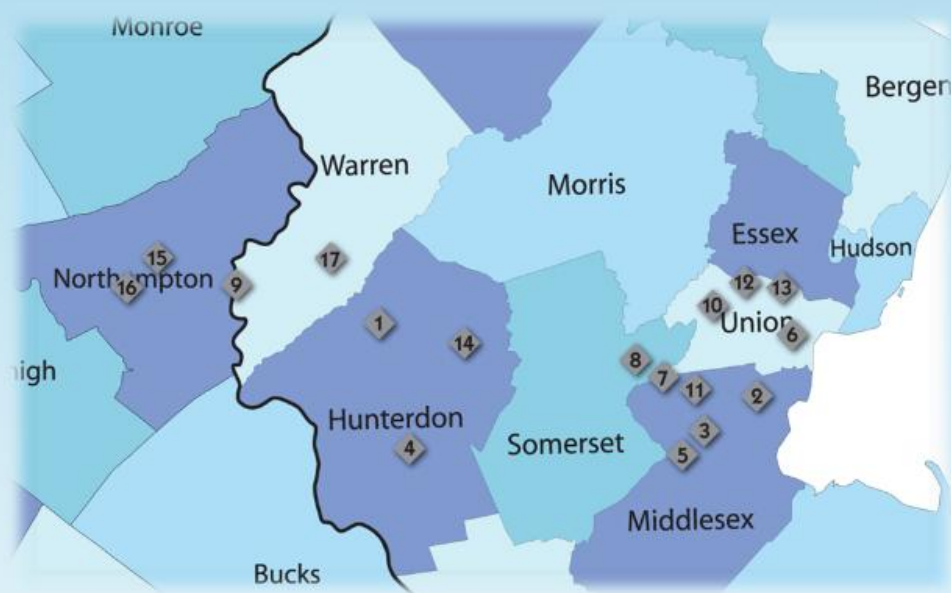 Monroe
Bergen
Warren
Morris
Essex
Hudson
15
17
Northampton
16
9
12
13
10
Union
1
6
14
8
igh
7
11
2
Hunterdon
3
Somerset
4
5
Middlesex
Bucks